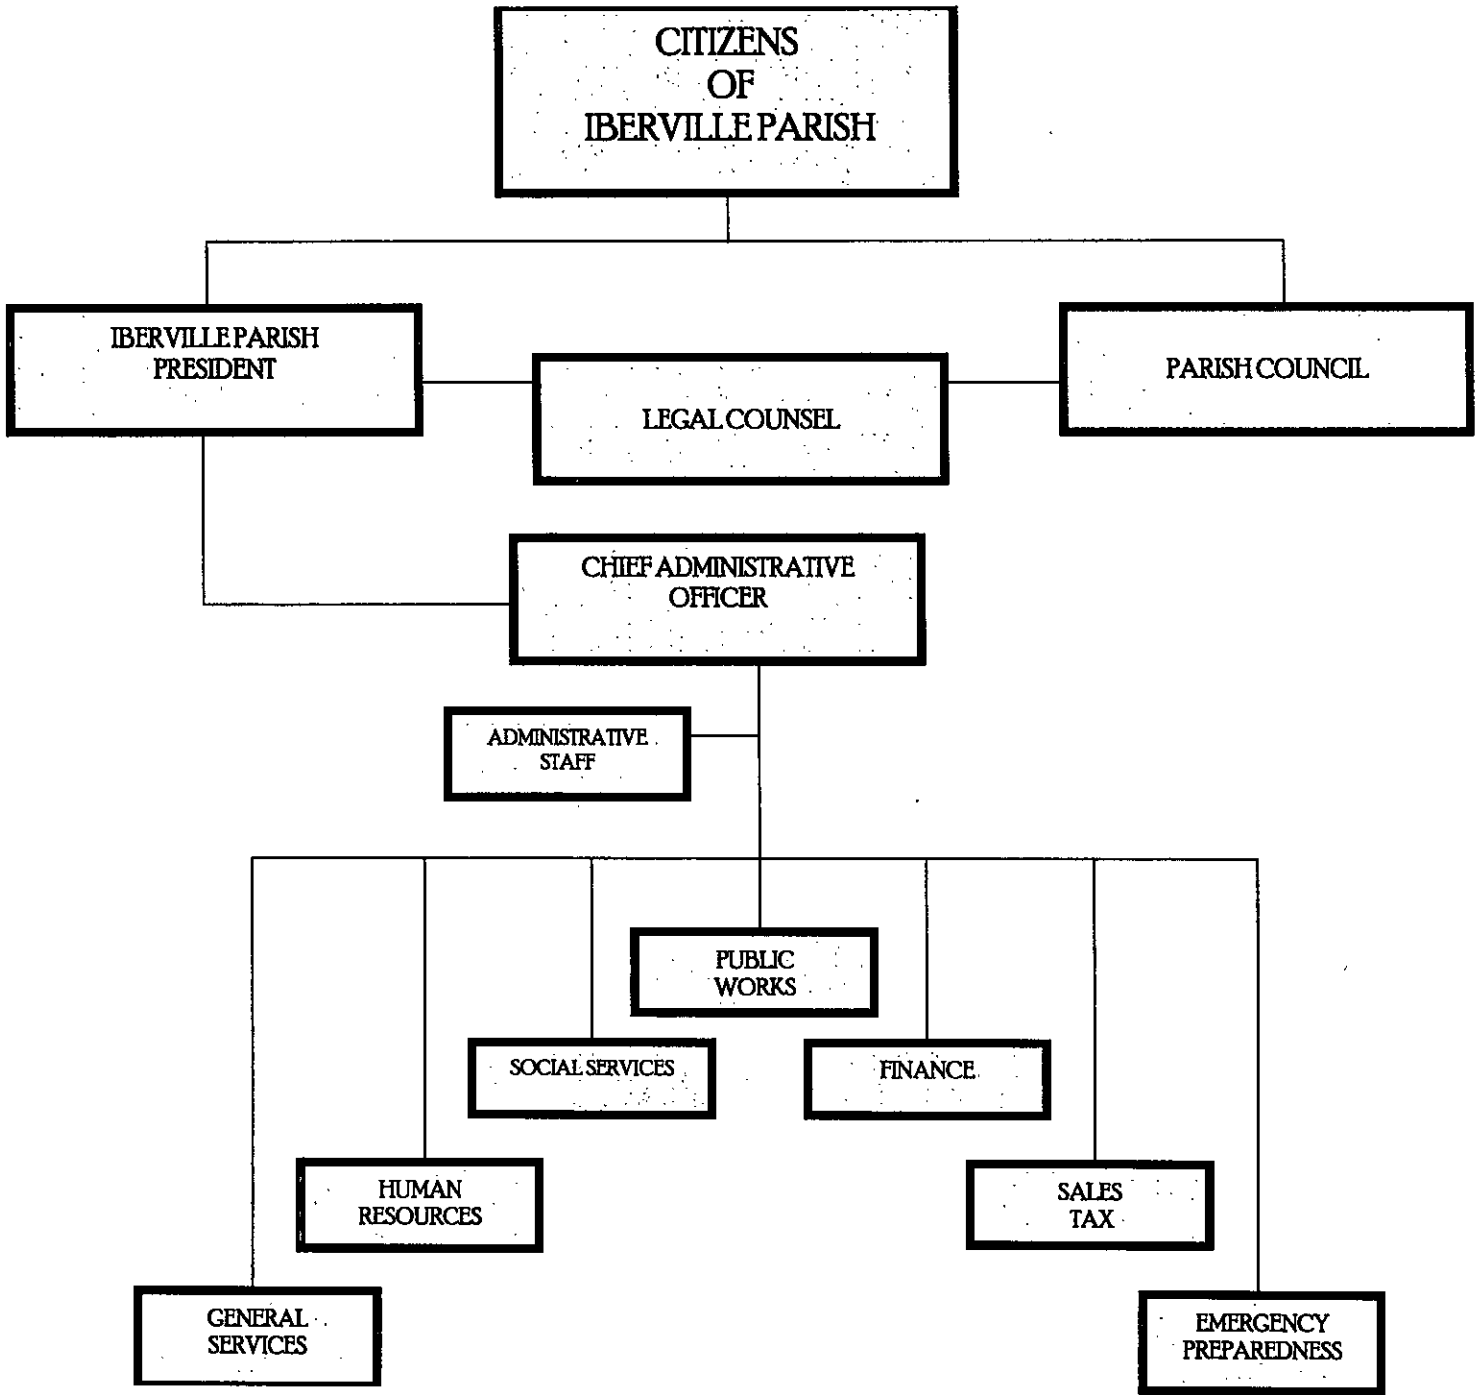 CITIZENS
OF
IBERVILLE PARISH
IBERVILLE PARISH
PRESIDENT
LEGAL COUNSEL
PARISH COUNCIL
CHIEF ADMINISTRATIVE
OFFICER
ADMINISTRATIVE
STAFF
PUBLIC
WORKS
SOCIAL SERVICES
FINANCE
HUMAN
RESOURCES
SALES
TAX
GENERAL
SERVICES
EMERGENCY
PREPAREDNESS